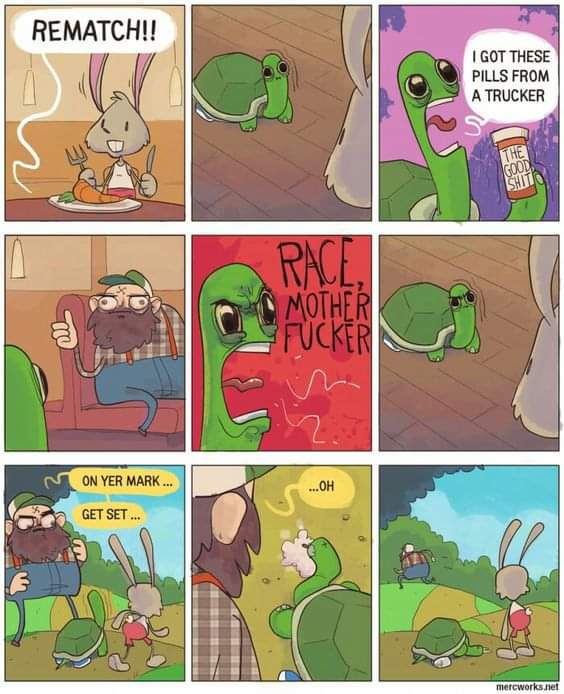 REMATCH!!
I GOT THESE
PILLS FROM
A TRUCKER
THE
GOOD
SHIT
RACE,
MOTHER
FUCKER
ON YER MARK ...
GET SET ...
...OH
mercworks.net